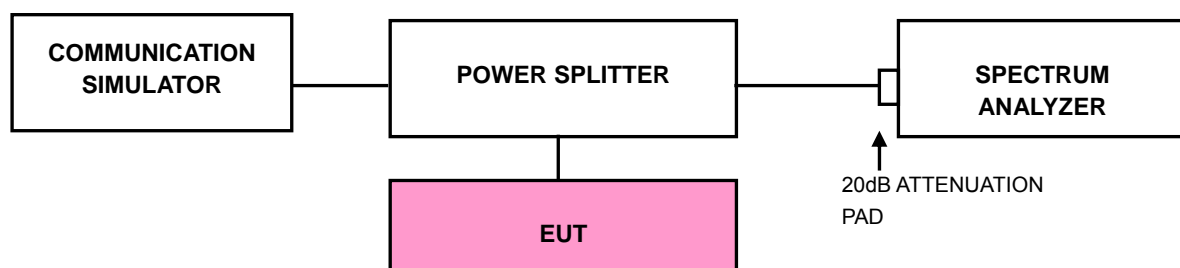 COMMUNICATION
SIMULATOR
POWER SPLITTER
SPECTRUM
ANALYZER
20dB ATTENUATION
PAD
EUT